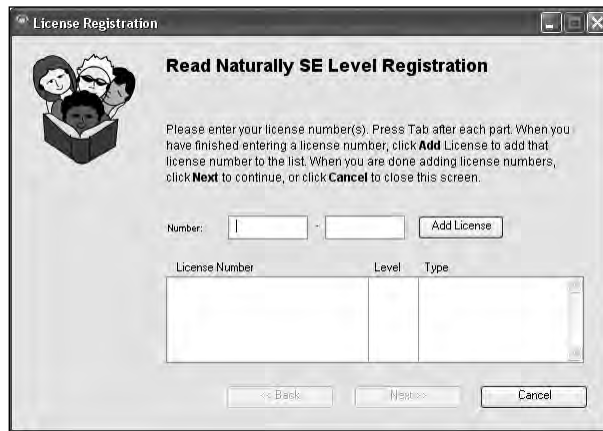 License Registration
Read Naturally SE Level Registration
Please enter your license number(s). Press Tab after each part. When you
have finished entering a license number, click Add License to add that
license number to the list. When you are done adding license numbers,
click Next to continue, or click Cancel to close this screen.
Number: - Add License
License Number Level Type
<< Back Next>> Cancel